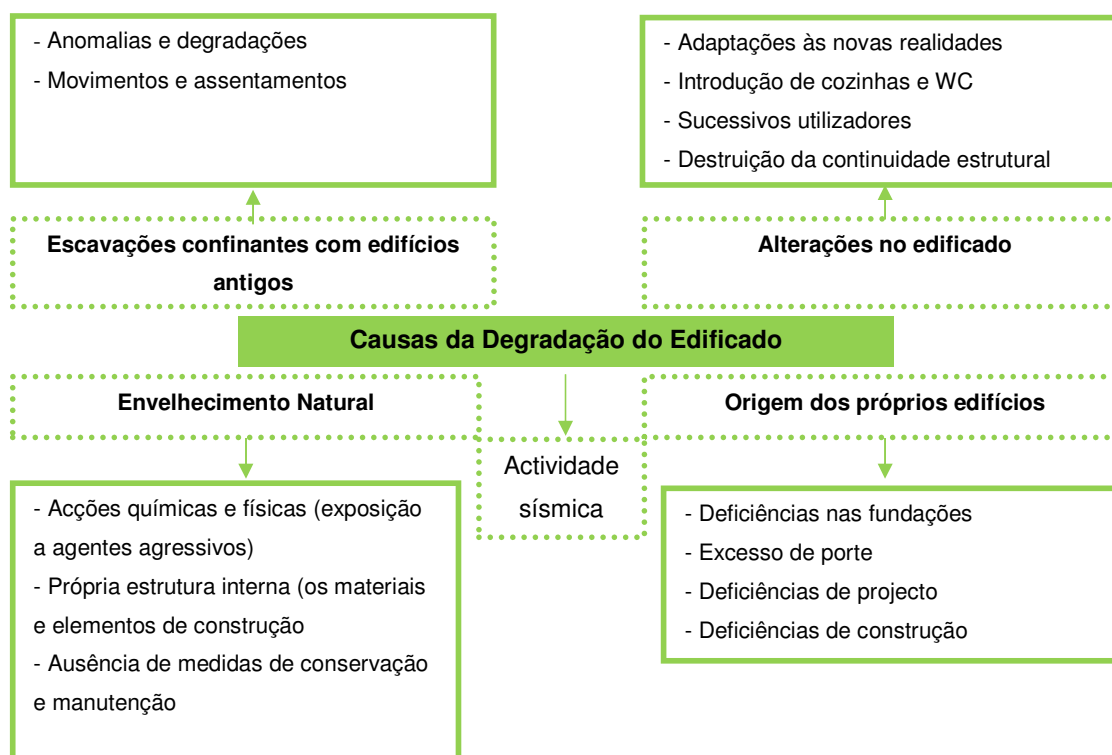 - Anomalias e degradações
- Movimentos e assentamentos
- Adaptações às novas realidades
- Introdução de cozinhas e WC
- Sucessivos utilizadores
- Destruição da continuidade estrutural
Escavações confinantes com edifícios
antigos
Alterações no edificado
Causas da Degradação do Edificado
Envelhecimento Natural
Origem dos próprios edifícios
Actividade
sísmica
- Acções químicas e físicas (exposição
a agentes agressivos)
- Própria estrutura interna (os materiais
e elementos de construção
- Ausência de medidas de conservação
e manutenção
- Deficiências nas fundações
- Excesso de porte
- Deficiências de projecto
- Deficiências de construção